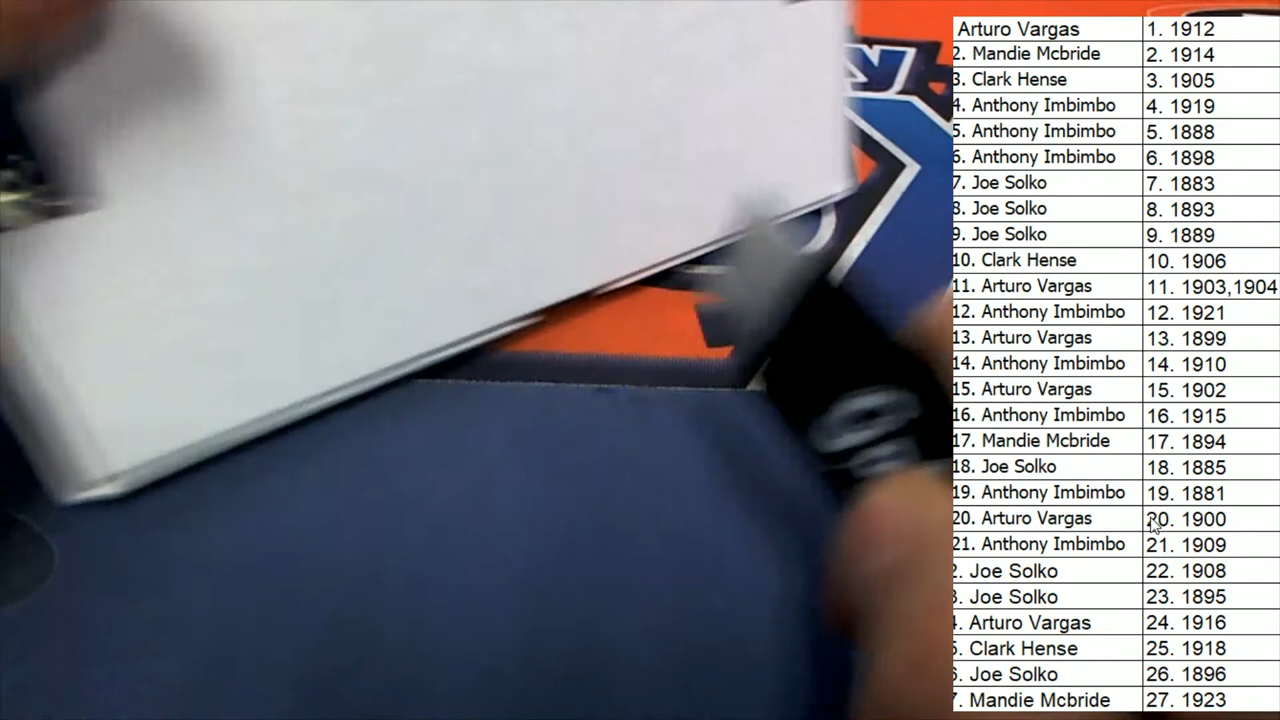 Arturo Vargas 1. 1912
2. Mandie Mcbride 2. 1914
3. Clark Hense 3. 1905
4. Anthony Imbimbo 4. 1919
5. Anthony Imbimbo 5. 1888
6. Anthony Imbimbo 6. 1898
7. Joe Solko 7. 1883
8. Joe Solko 8. 1893
9. Joe Solko 9. 1889
10. Clark Hense 10. 1906
11. Arturo Vargas 11. 1903,1904
12. Anthony Imbimbo 12. 1921
13. Arturo Vargas 13. 1899
14. Anthony Imbimbo 14. 1910
15. Arturo Vargas 15. 1902
16. Anthony Imbimbo 16. 1915
17. Mandie Mcbride 17. 1894
18. Joe Solko 18. 1885
19. Anthony Imbimbo 19. 1881
20. Arturo Vargas 20. 1900
21. Anthony Imbimbo 21. 1909
2. Joe Solko 22. 1908
3. Joe Solko 23. 1895
4. Arturo Vargas 24. 1916
5. Clark Hense 25. 1918
6. Joe Solko 26. 1896
7. Mandie Mcbride 27. 1923